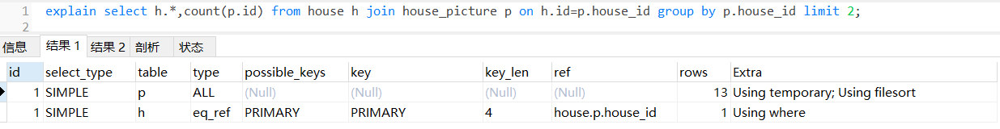 1 explain select h.*,count(p.id) from house h join house_picture p on h.id=p.house_id group by p.house_id limit 2;
2
信息 结果 1 结果 2 剖析 状态
id select_type table type possible_keys key key_len ref rows Extra
1 SIMPLE p ALL (Null) (Null) (Null) (Null) 13 Using temporary; Using filesort
1 SIMPLE h eq_ref PRIMARY PRIMARY 4 house.p.house_id 1 Using where